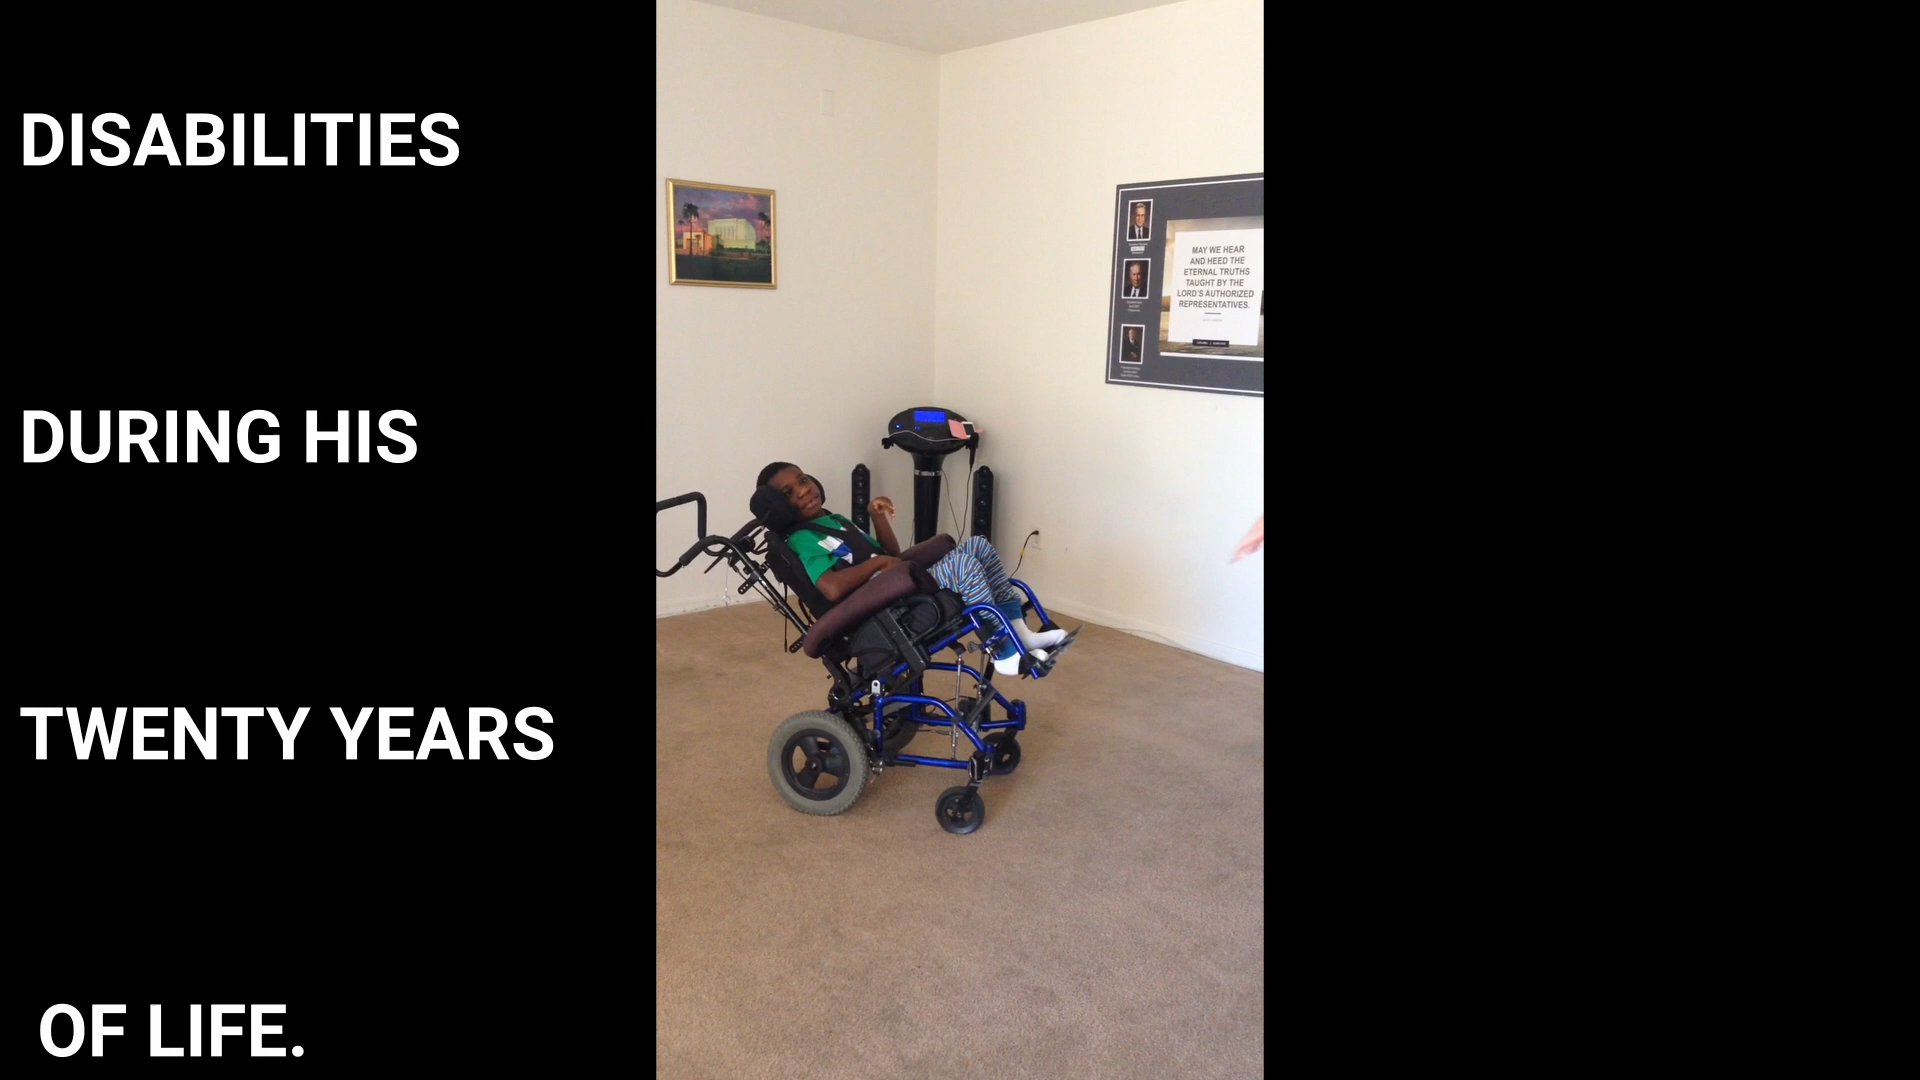 DISABILITIES
DURING HIS
TWENTY YEARS
OF LIFE.
MAY WE HEAR
AND HEED THE
ETERNAL TRUTHS
TAUGHT BY THE
LORD'S AUTHORIZED
REPRESENTATIVES.